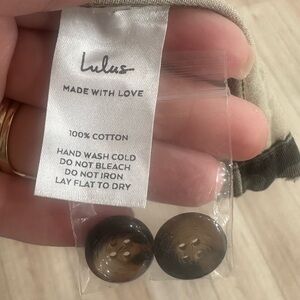 Lulus
MADE WITH LOVE
100% COTTON
HAND WASH COLD
DO NOT BLEACH
DO NOT IRON
LAY FLAT TO DRY